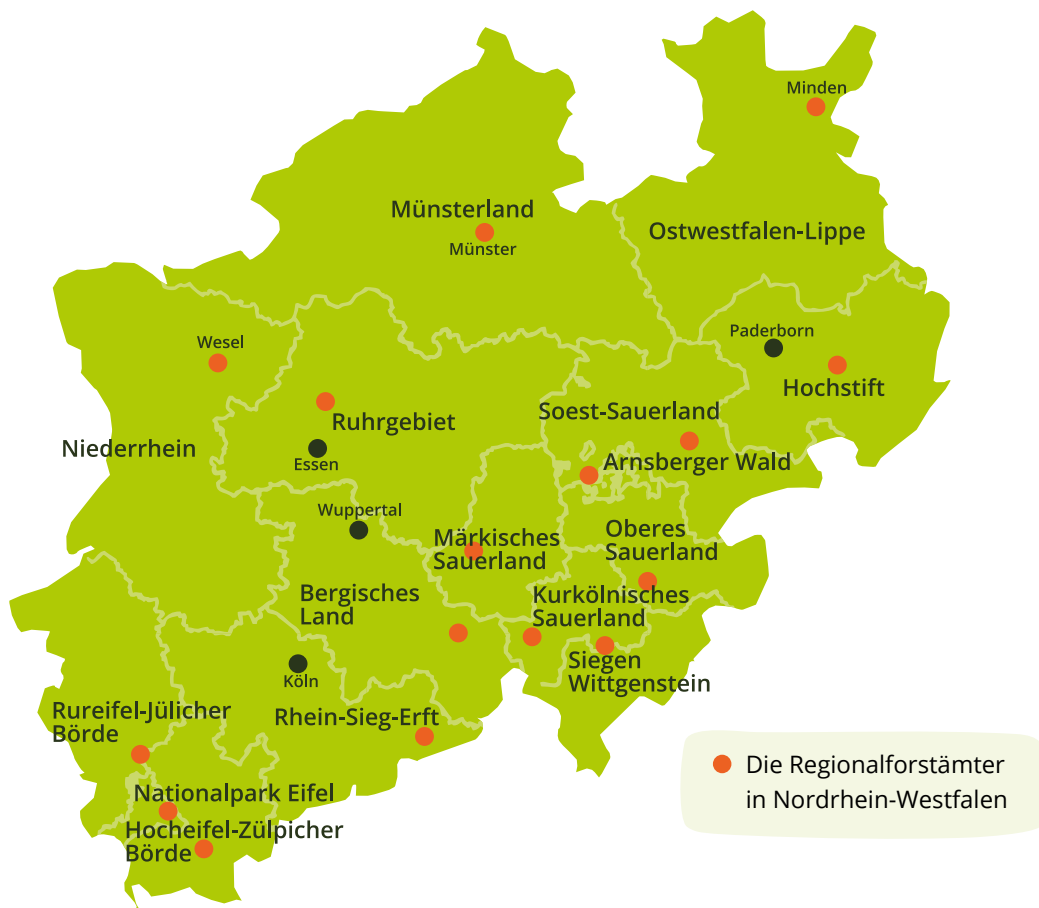 Minden
Münsterland
Münster
Ostwestfalen-Lippe
Paderborn
Wesel
Hochstift
Soest-Sauerland
Ruhrgebiet
Niederrhein
Essen
Arnsberger Wald
Wuppertal
Märkisches
Sauerland
Oberes
Sauerland
Bergisches
Land
Kurkölnisches
Sauerland
Köln
Siegen
Wittgenstein
Rureifel-Jülicher
Börde
Rhein-Sieg-Erft
Nationalpark Eifel
Hocheifel-Zülpicher
Börde
Die Regionalforstämter
in Nordrhein-Westfalen